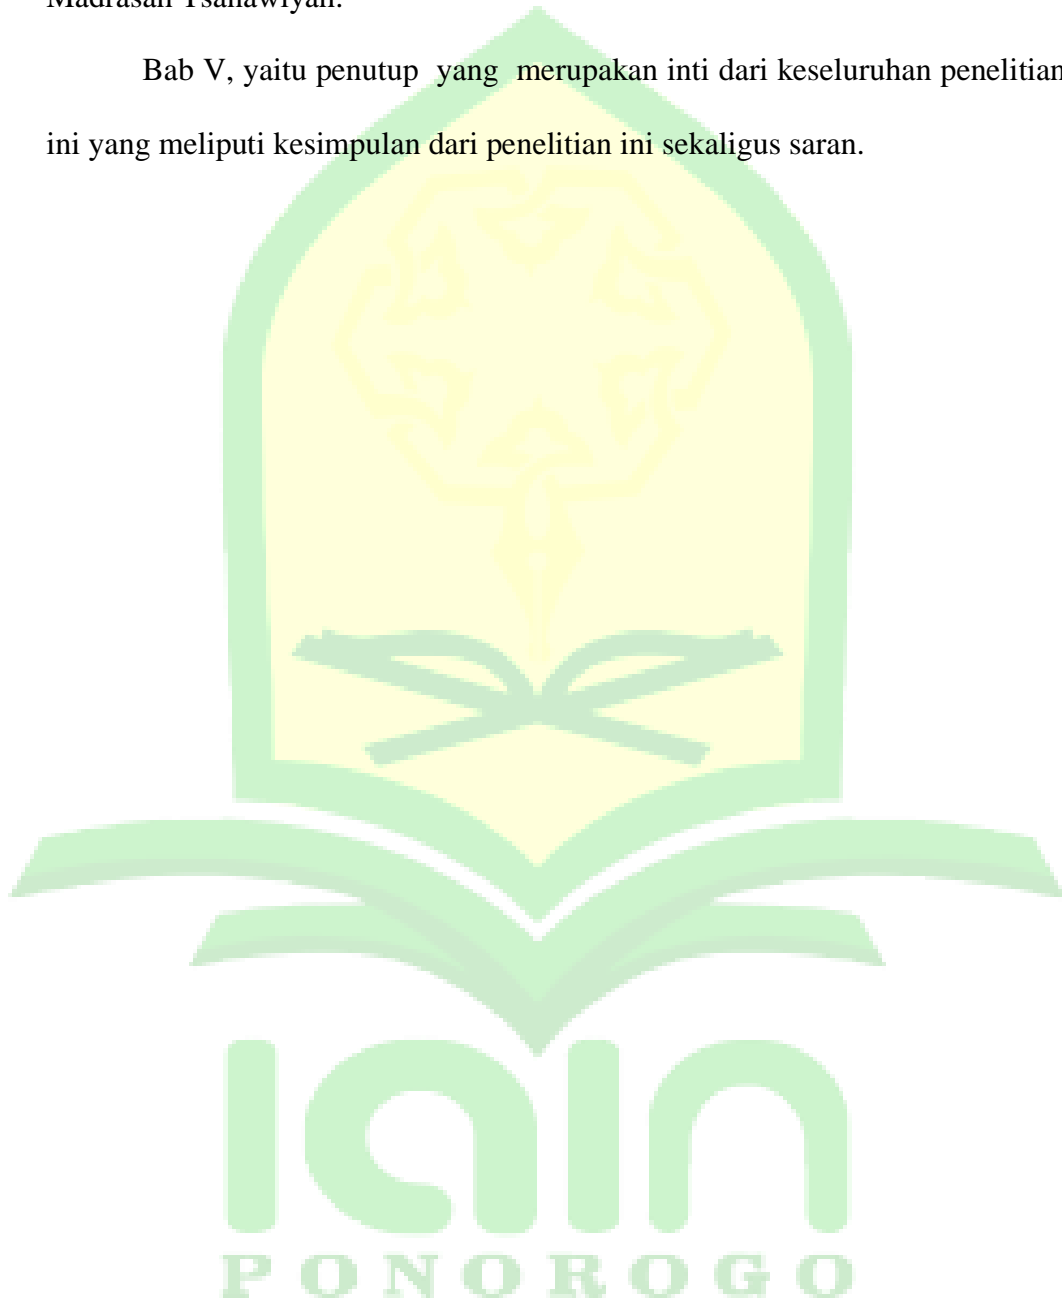 Madrasah Tsanawiyah.
Bab V, yaitu penutup yang merupakan inti dari keseluruhan penelitian
ini yang meliputi kesimpulan dari penelitian ini sekaligus saran.
IAIN
PONOROGO